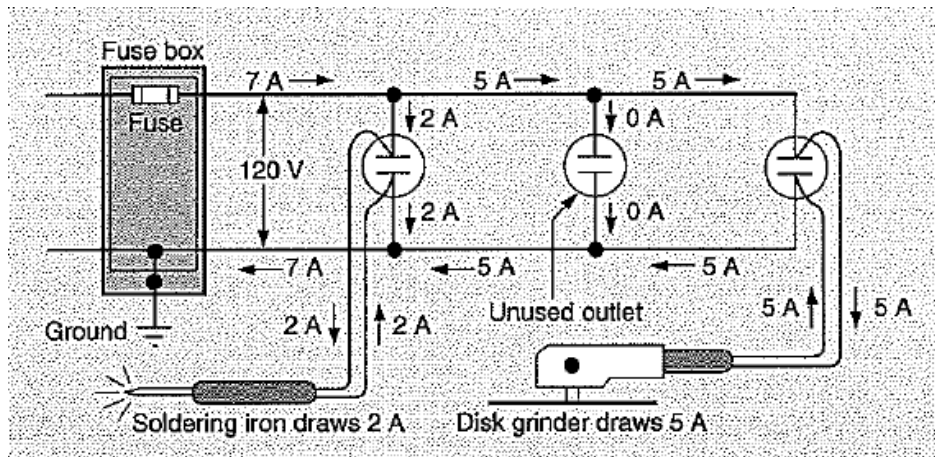 Fuse box
7 A
5 A
5 A
Fuse
2 A
0 A
120 V
2 A
0 A
7 A
5 A
5 A
Unused outlet
Ground
2 A
2 A
5 A
5 A
Soldering iron draws 2 A
Disk grinder draws 5 A